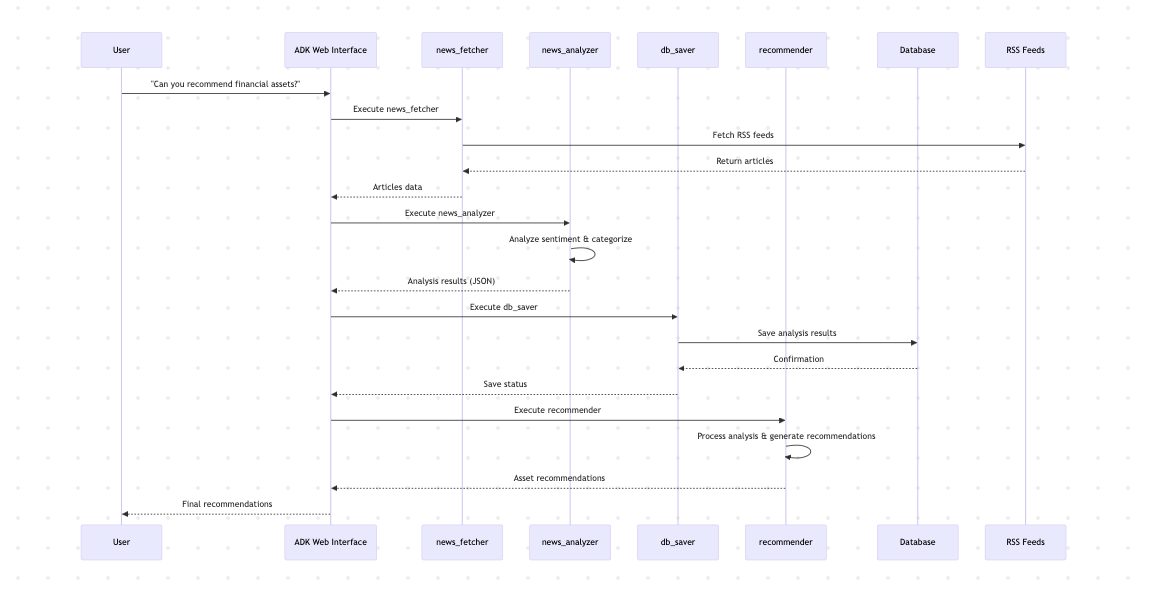 User
ADK Web Interface
news_fetcher
news_analyzer
db_saver
recommender
Database
RSS Feeds
"Can you recommend financial assets?"
Execute news_fetcher
Fetch RSS feeds
Return articles
Articles data
Execute news_analyzer
Analyze sentiment & categorize
Analysis results (JSON)
Execute db_saver
Save analysis results
Confirmation
Save status
Execute recommender
Process analysis & generate recommendations
Asset recommendations
Final recommendations
User
ADK Web Interface
news_fetcher
news_analyzer
db_saver
recommender
Database
RSS Feeds